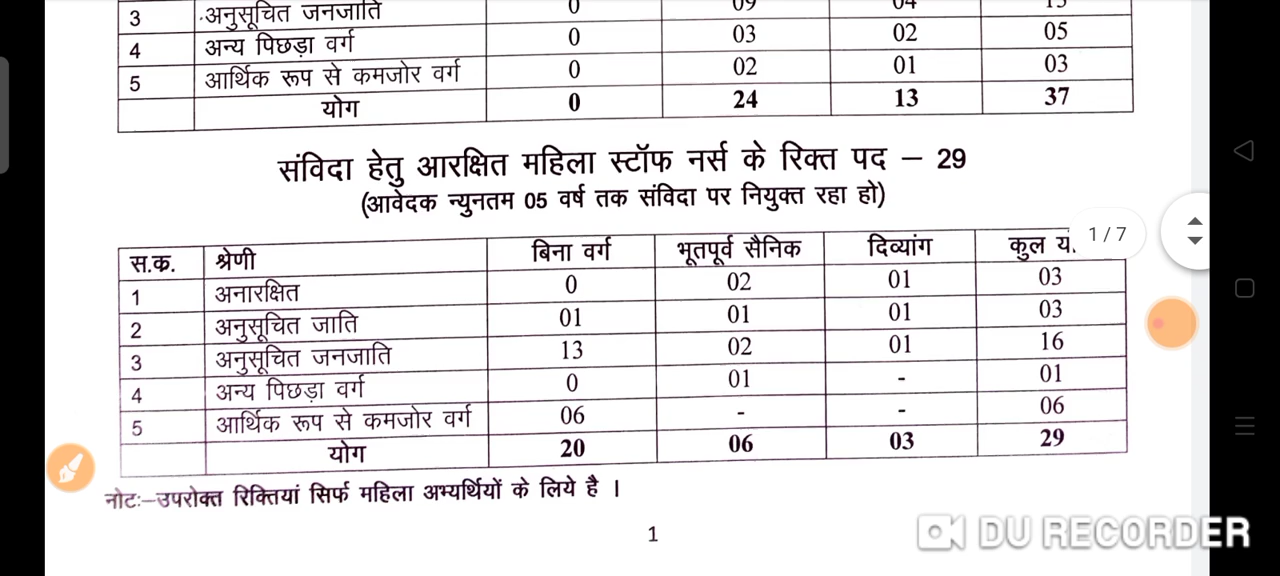 3 अनुसूचित जनजाति 0 09 04 13
4 अन्य पिछड़ा वर्ग 0 03 02 05
5 आर्थिक रूप से कमजोर वर्ग 0 02 01 03
योग 0 24 13 37
संविदा हेतु आरक्षित महिला स्टॉफ नर्स के रिक्त पद – 29
(आवेदक न्युनतम 05 वर्ष तक संविदा पर नियुक्त रहा हो)
1 / 7
स.क. श्रेणी बिना वर्ग भूतपूर्व सैनिक दिव्यांग कुल
1 अनारक्षित 0 02 01 03
2 अनुसूचित जाति 01 01 01 03
3 अनुसूचित जनजाति 13 02 01 16
4 अन्य पिछड़ा वर्ग 0 01 - 01
5 आर्थिक रूप से कमजोर वर्ग 06 - - 06
योग 20 06 03 29
नोटः–उपरोक्त रिक्तियां सिर्फ महिला अभ्यर्थियों के लिये है ।
1
DU RECORDER